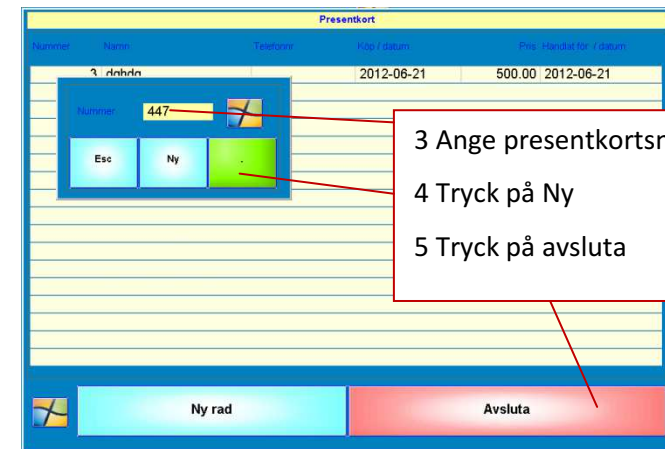 Presentkort
Nummer Namn Telefonnr Köp / datum Pris Handlat för / datum
3 dghdg 2012-06-21 500.00 2012-06-21
Nummer 447
Esc Ny .
3 Ange presentkortsn
4 Tryck på Ny
5 Tryck på avsluta
Ny rad Avsluta